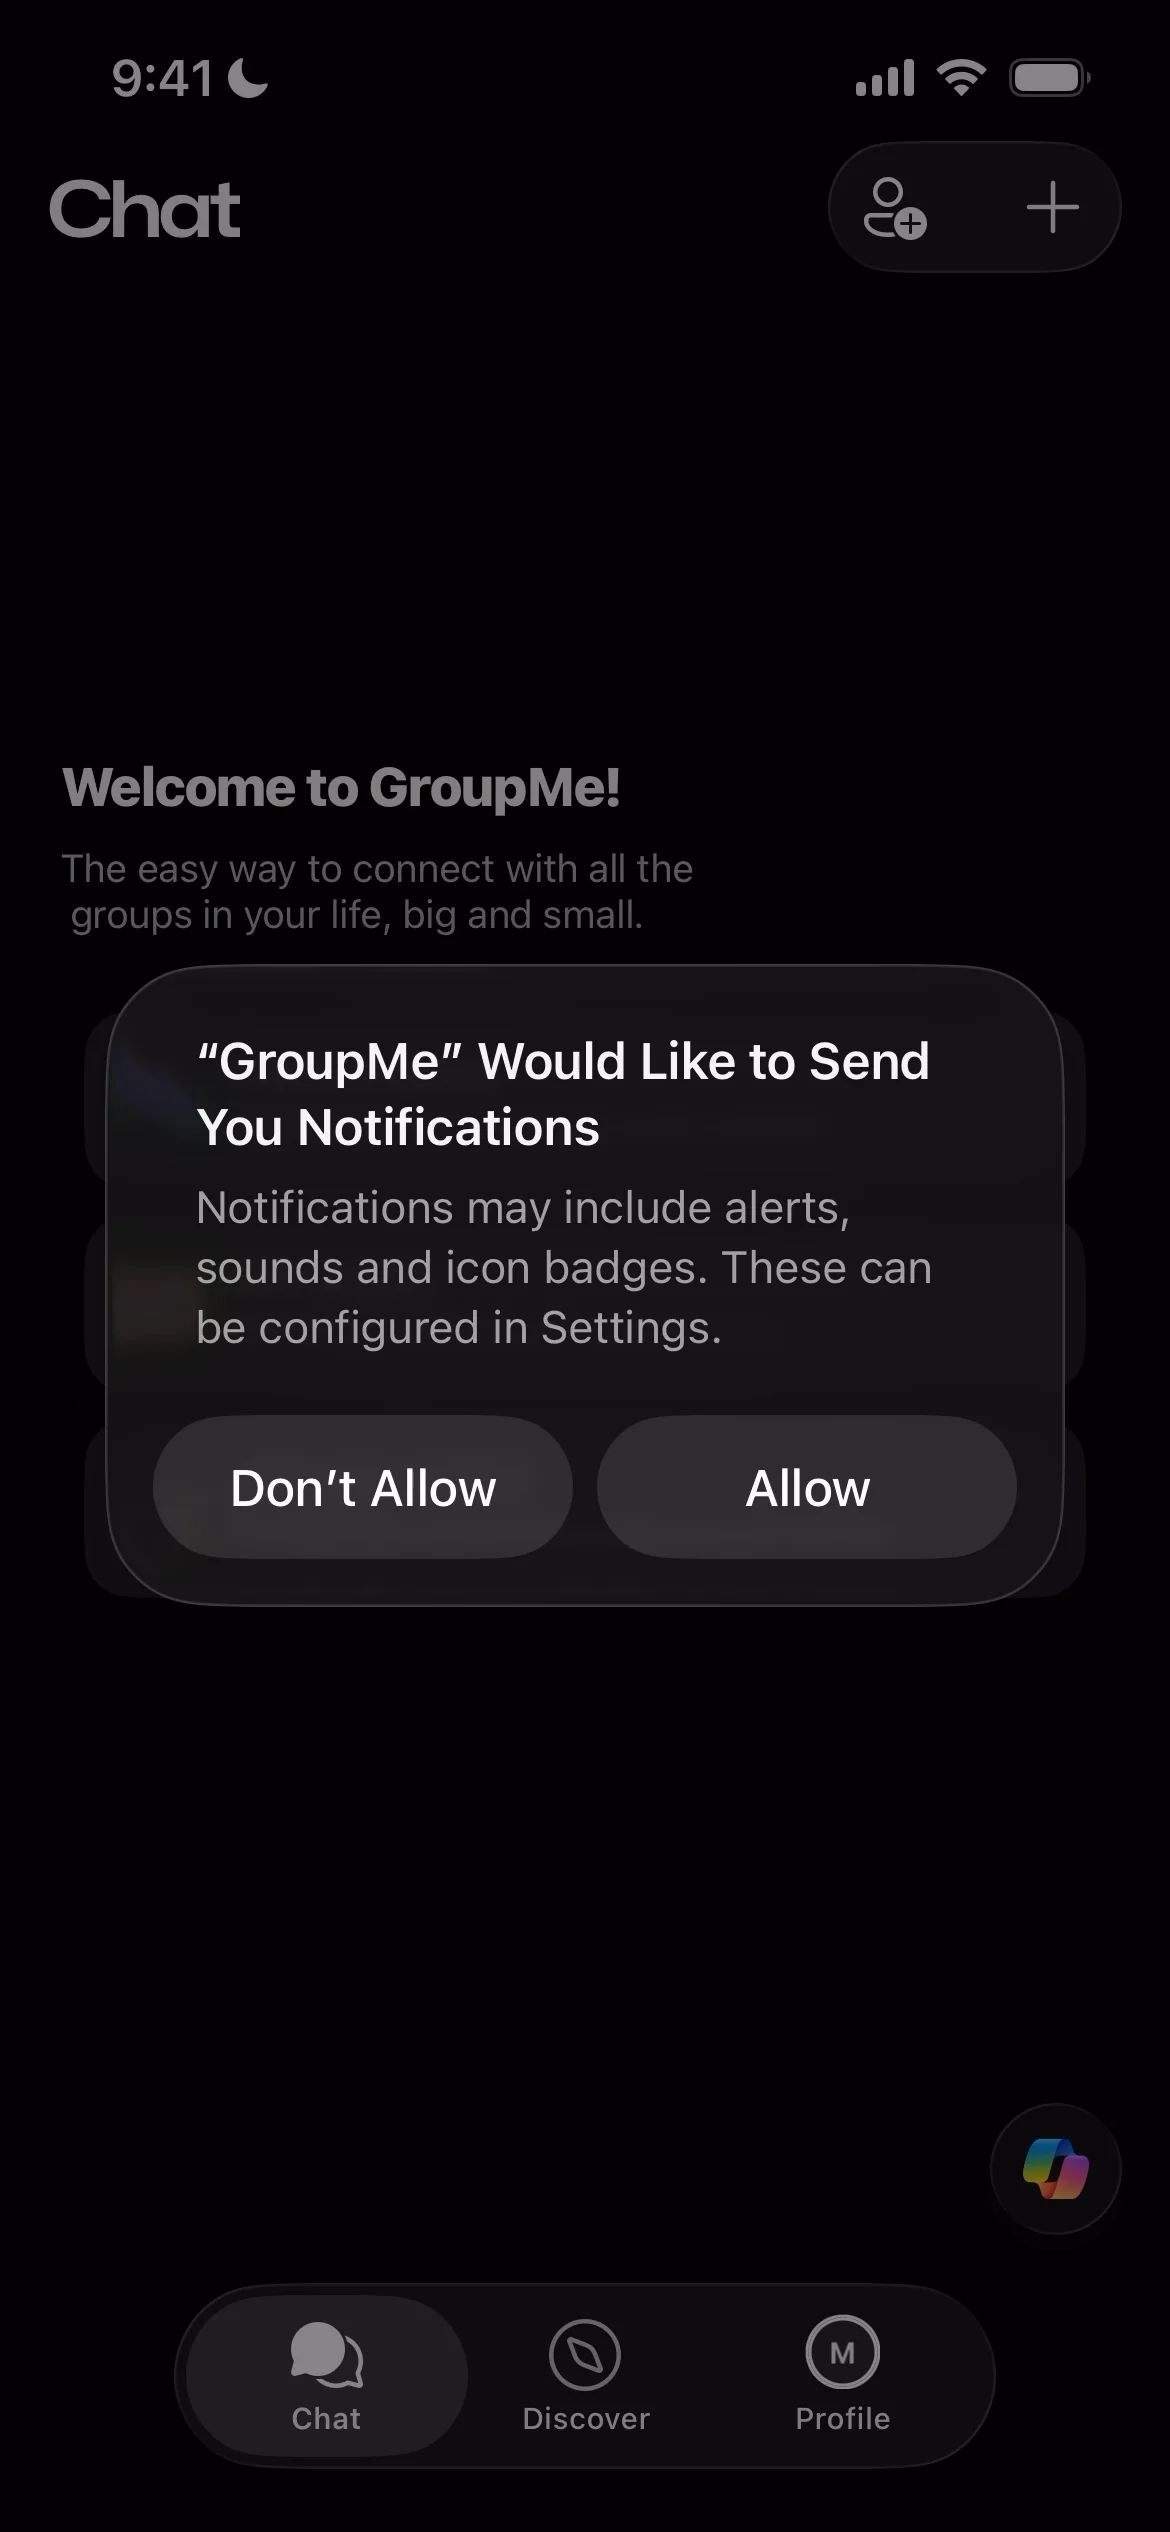 9:41
Chat
Welcome to GroupMe!
The easy way to connect with all the
groups in your life, big and small.
“GroupMe” Would Like to Send
You Notifications
Notifications may include alerts,
sounds and icon badges. These can
be configured in Settings.
Don’t Allow
Allow
M
Chat
Discover
Profile